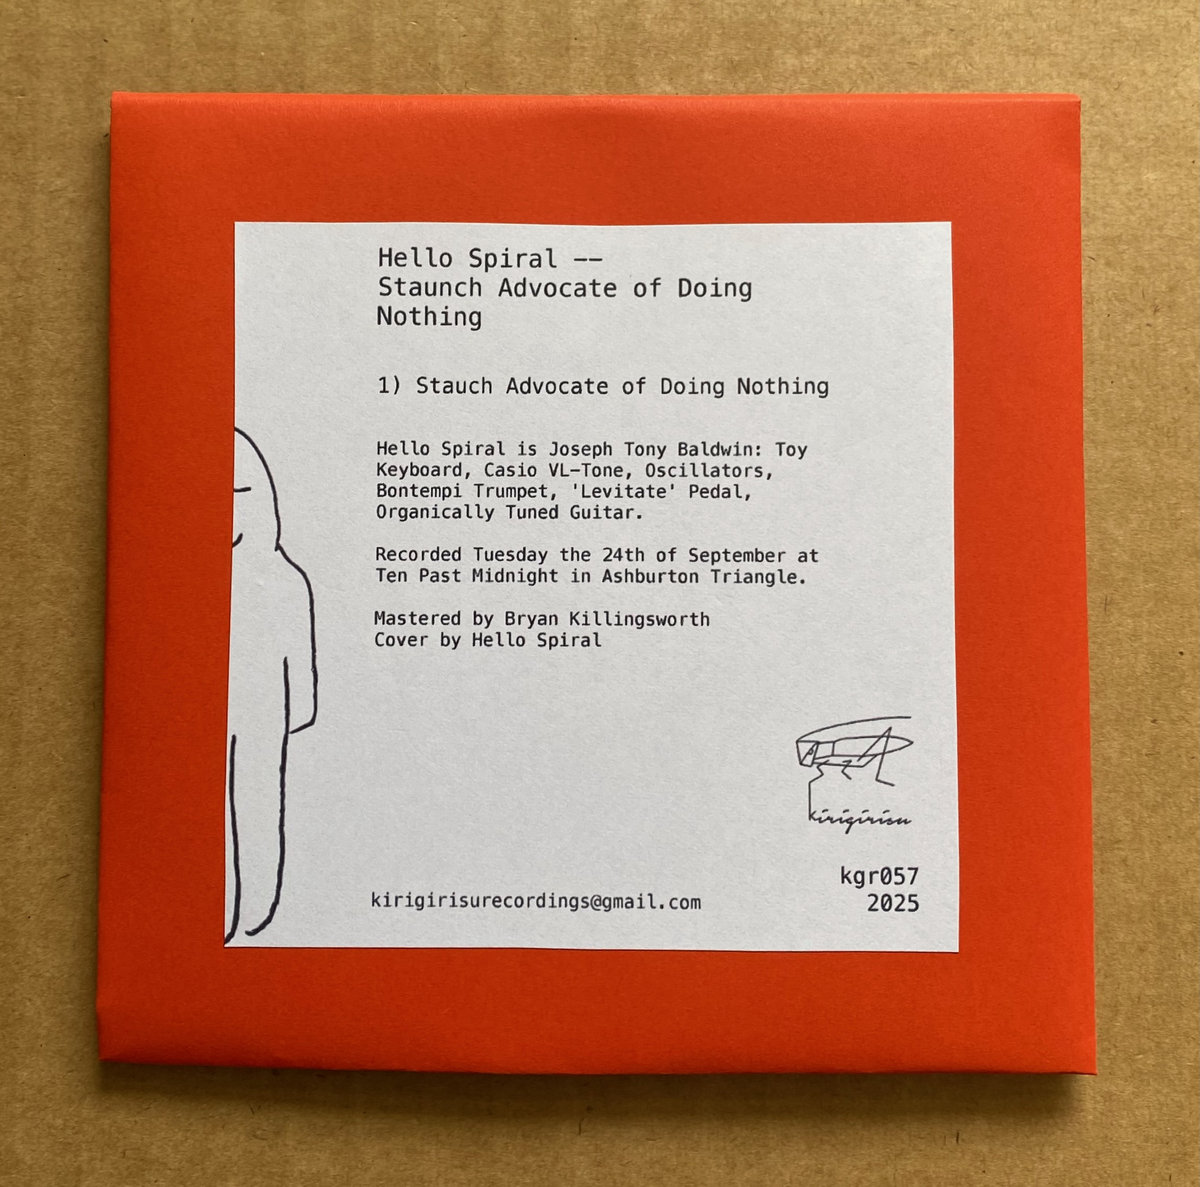 Hello Spiral --
Staunch Advocate of Doing
Nothing
1) Stauch Advocate of Doing Nothing
Hello Spiral is Joseph Tony Baldwin: Toy
Keyboard, Casio VL-Tone, Oscillators,
Bontempi Trumpet, 'Levitate' Pedal,
Organically Tuned Guitar.
Recorded Tuesday the 24th of September at
Ten Past Midnight in Ashburton Triangle.
Mastered by Bryan Killingsworth
Cover by Hello Spiral
kirigirisu
kgr057
kirigirisurecordings@gmail.com
2025